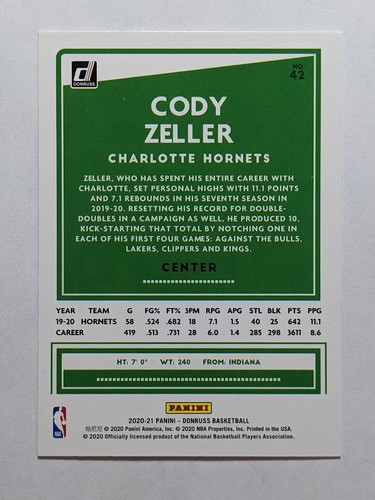 NO.
42
DONRUSS
CODY
ZELLER
CHARLOTTE HORNETS
ZELLER, WHO HAS SPENT HIS ENTIRE CAREER WITH
CHARLOTTE, SET PERSONAL HIGHS WITH 11.1 POINTS
AND 7.1 REBOUNDS IN HIS SEVENTH SEASON IN
2019-20. RESETTING HIS RECORD FOR DOUBLE-
DOUBLES IN A CAMPAIGN AS WELL, HE PRODUCED 10,
KICK-STARTING THAT TOTAL BY NOTCHING ONE IN
EACH OF HIS FIRST FOUR GAMES: AGAINST THE BULLS,
LAKERS, CLIPPERS AND KINGS.
CENTER
YEAR TEAM G FG% FT% 3PM RPG APG STL BLK PTS PPG
19-20 HORNETS 58 .524 .682 18 7.1 1.5 40 25 642 11.1
CAREER 419 .513 .731 28 6.0 1.4 285 298 3611 8.6
HT: 7' 0" WT: 240 FROM: INDIANA
PANINI
2020-21 PANINI – DONRUSS BASKETBALL
帕尼尼 © 2020 Panini America, Inc. © 2020 NBA Properties, Inc. Printed in the USA.
© 2020 Officially licensed product of the National Basketball Players Association.
NBA